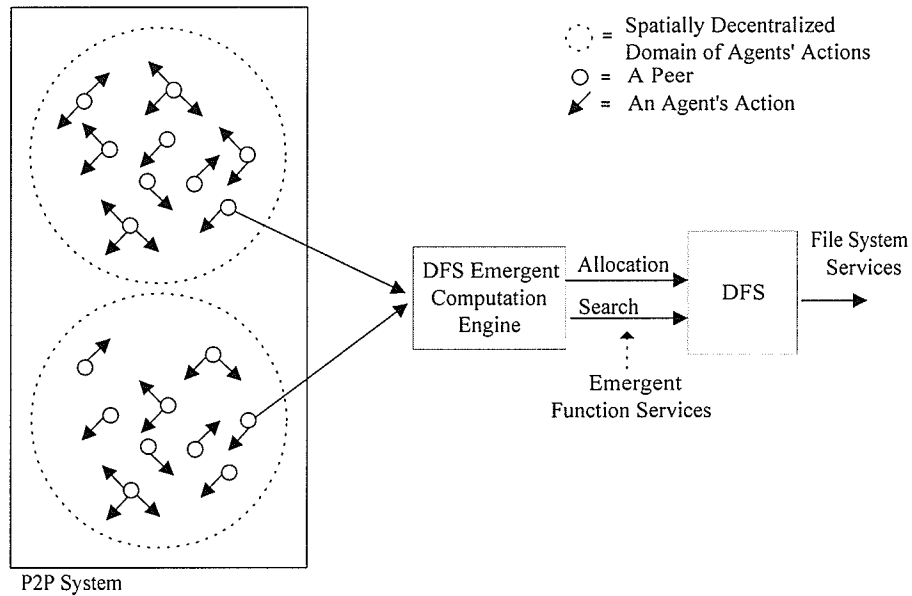 = Spatially Decentralized
Domain of Agents' Actions
= A Peer
= An Agent's Action
DFS Emergent
Computation
Engine
Allocation
Search
DFS
File System
Services
Emergent
Function Services
P2P System